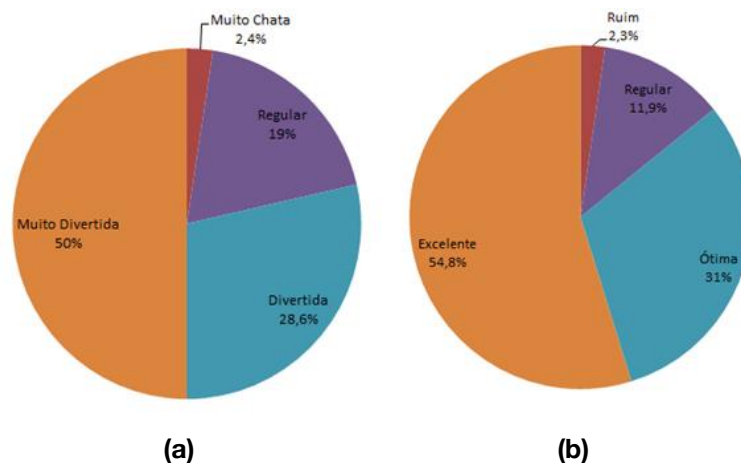 Muito Chata
2,4%
Regular
19%
Divertida
28,6%
Muito Divertida
50%
(a)
Ruim
2,3%
Regular
11,9%
Ótima
31%
Excelente
54,8%
(b)